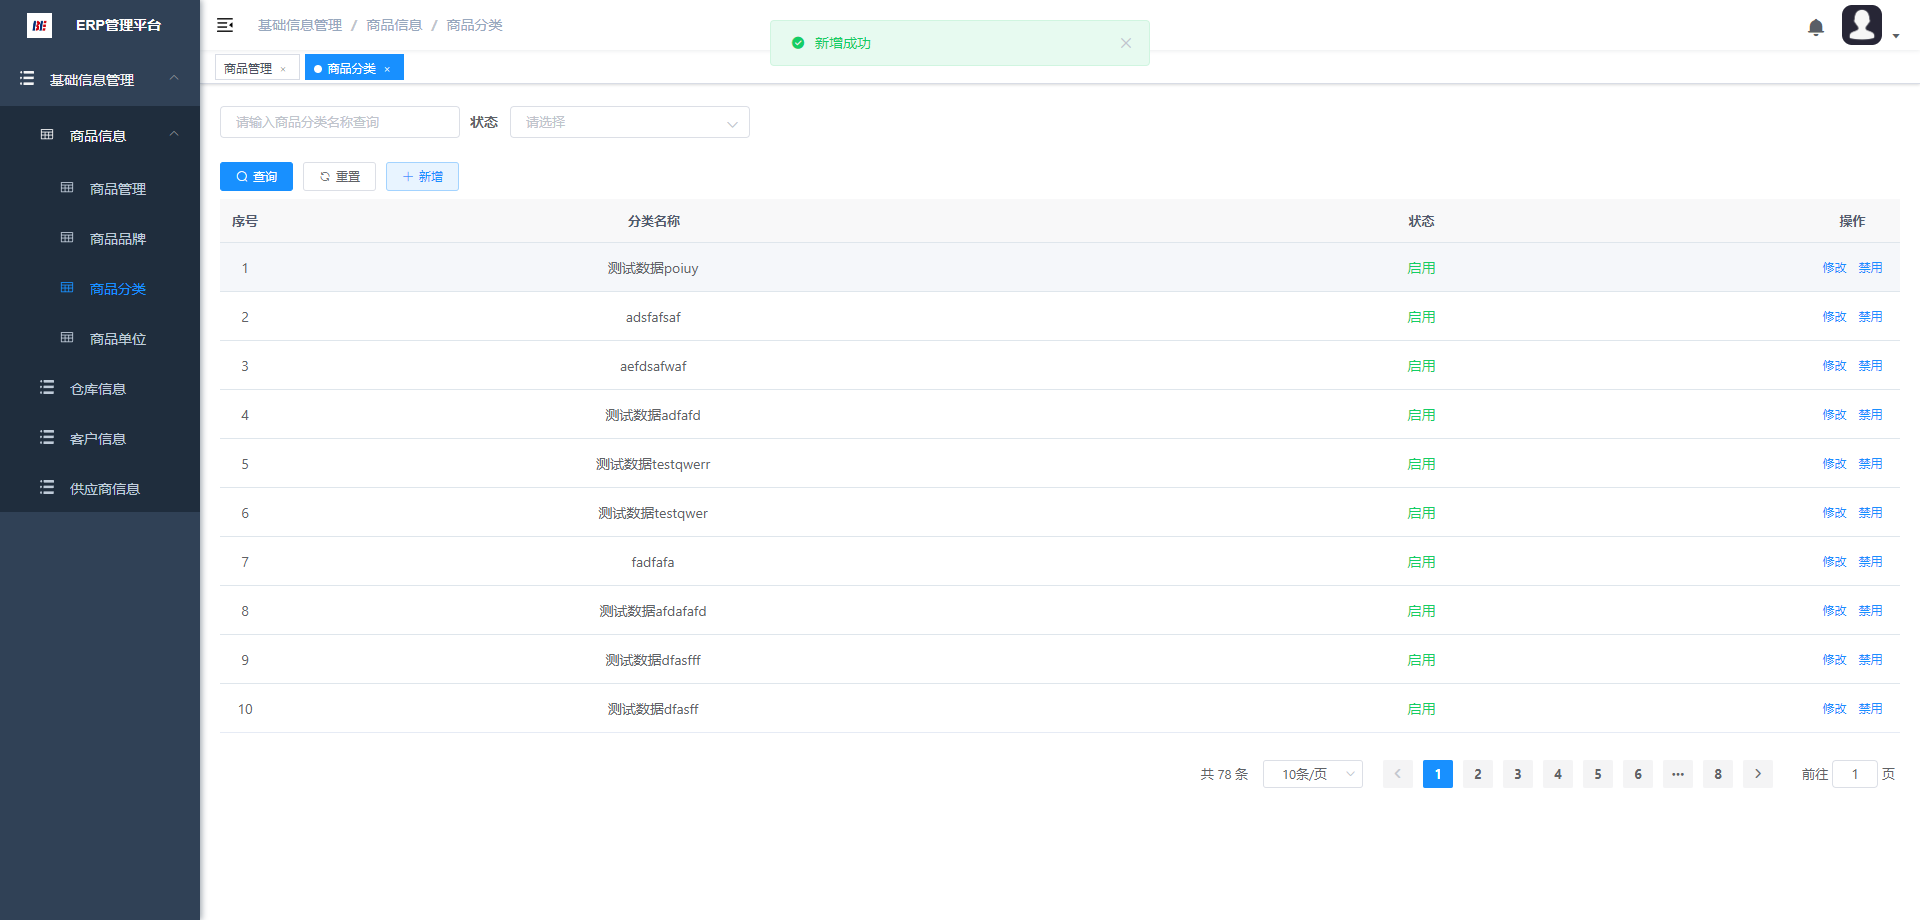 ERP管理平台
基础信息管理 / 商品信息 / 商品分类
新增成功
基础信息管理
商品信息
商品管理
商品品牌
商品分类
商品单位
仓库信息
客户信息
供应商信息
商品管理 ×
商品分类 ×
请输入商品分类名称查询 状态 请选择
查询 重置 新增
序号 分类名称 状态 操作
1 测试数据poiuy 启用 修改 禁用
2 adsfafsaf 启用 修改 禁用
3 aefdsafwaf 启用 修改 禁用
4 测试数据adfafd 启用 修改 禁用
5 测试数据testqwerr 启用 修改 禁用
6 测试数据testqwer 启用 修改 禁用
7 fadfafa 启用 修改 禁用
8 测试数据afdafafd 启用 修改 禁用
9 测试数据dfasfff 启用 修改 禁用
10 测试数据dfasff 启用 修改 禁用
共 78 条 10条/页 1 2 3 4 5 6 ··· 8 前往 1 页